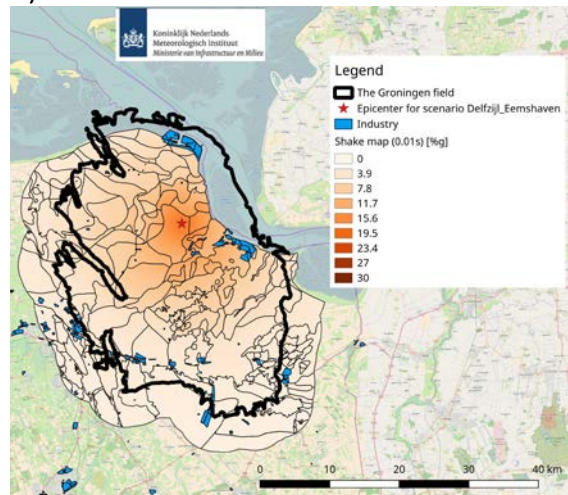 Koninklijk Nederlands
Meteorologisch Instituut
Ministerie van Infrastructuur en Milieu
Legend
The Groningen field
Epicenter for scenario Delfzijl_Eemshaven
Industry
Shake map (0.01s) [%g]
0
3.9
7.8
11.7
15.6
19.5
23.4
27
30
0 10 20 30 40 km